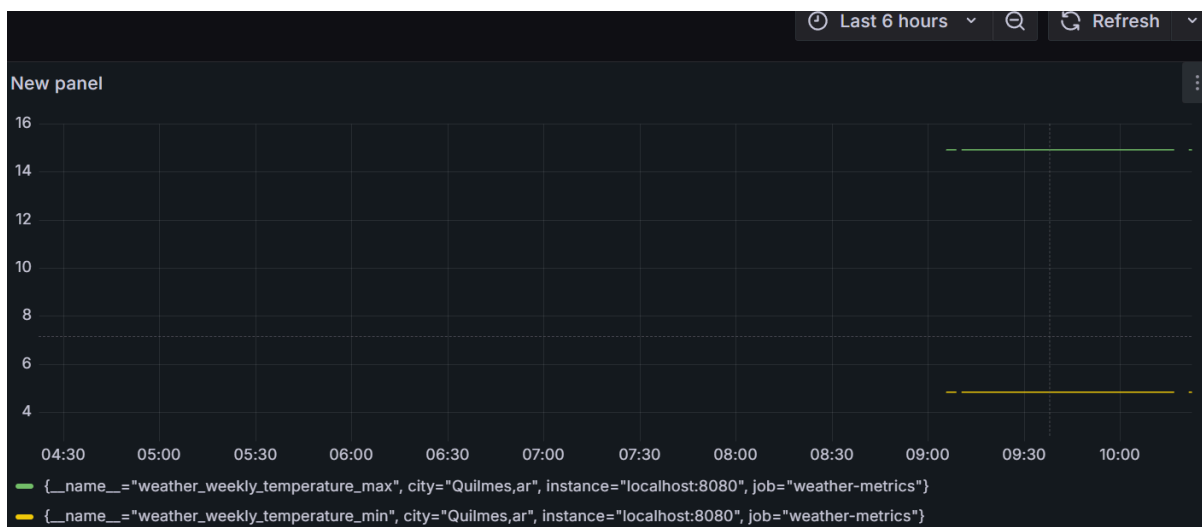 Last 6 hours
Refresh
New panel
16
14
12
10
8
6
4
04:30 05:00 05:30 06:00 06:30 07:00 07:30 08:00 08:30 09:00 09:30 10:00
{__name__="weather_weekly_temperature_max", city="Quilmes,ar", instance="localhost:8080", job="weather-metrics"}
{__name__="weather_weekly_temperature_min", city="Quilmes,ar", instance="localhost:8080", job="weather-metrics"}